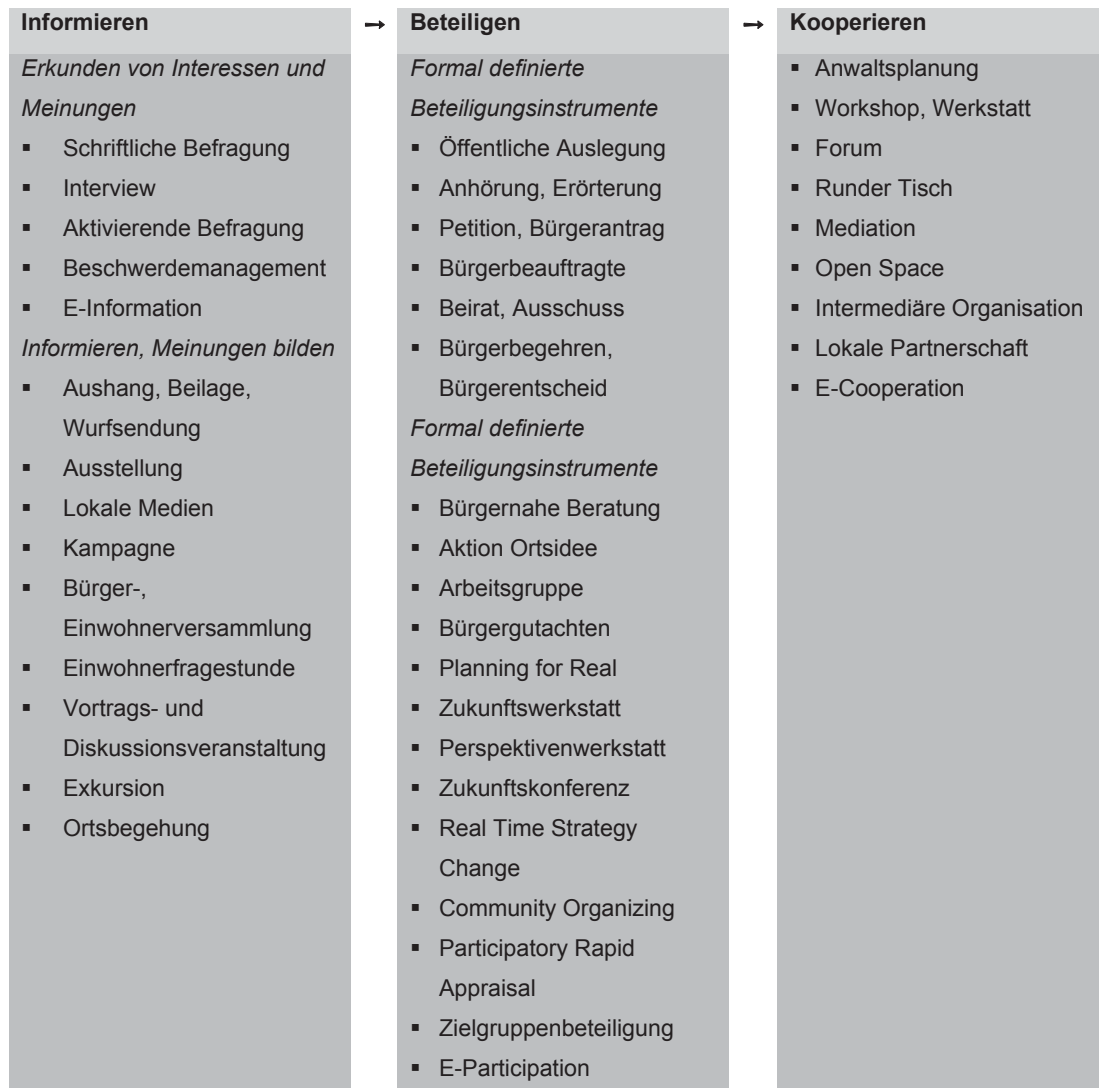 Informieren → Beteiligen → Kooperieren
Erkunden von Interessen und
Meinungen
▪ Schriftliche Befragung
▪ Interview
▪ Aktivierende Befragung
▪ Beschwerdemanagement
▪ E-Information
Informieren, Meinungen bilden
▪ Aushang, Beilage,
Wurfsendung
▪ Ausstellung
▪ Lokale Medien
▪ Kampagne
▪ Bürger-,
Einwohnerversammlung
▪ Einwohnerfragestunde
▪ Vortrags- und
Diskussionsveranstaltung
▪ Exkursion
▪ Ortsbegehung
Formal definierte
Beteiligungsinstrumente
▪ Öffentliche Auslegung
▪ Anhörung, Erörterung
▪ Petition, Bürgerantrag
▪ Bürgerbeauftragte
▪ Beirat, Ausschuss
▪ Bürgerbegehren,
Bürgerentscheid
Formal definierte
Beteiligungsinstrumente
▪ Bürgernahe Beratung
▪ Aktion Ortsidee
▪ Arbeitsgruppe
▪ Bürgergutachten
▪ Planning for Real
▪ Zukunftswerkstatt
▪ Perspektivenwerkstatt
▪ Zukunftskonferenz
▪ Real Time Strategy
Change
▪ Community Organizing
▪ Participatory Rapid
Appraisal
▪ Zielgruppenbeteiligung
▪ E-Participation
▪ Anwaltsplanung
▪ Workshop, Werkstatt
▪ Forum
▪ Runder Tisch
▪ Mediation
▪ Open Space
▪ Intermediäre Organisation
▪ Lokale Partnerschaft
▪ E-Cooperation